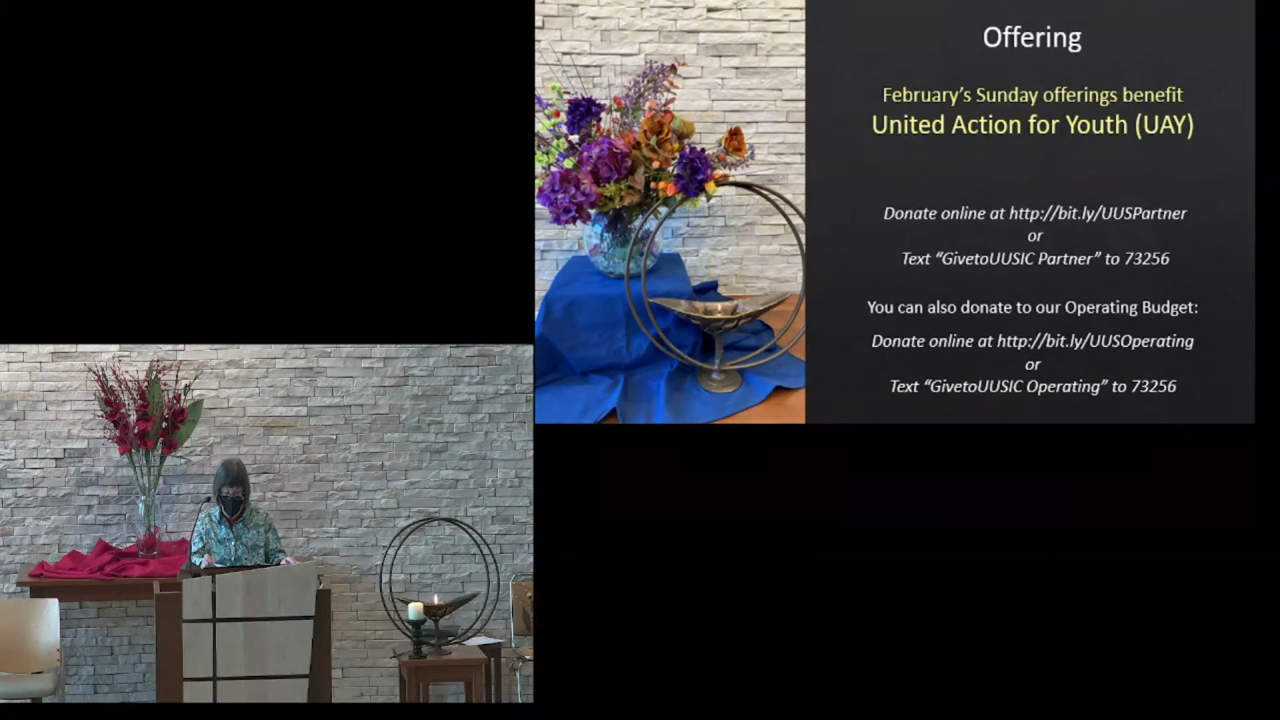 Offering
February's Sunday offerings benefit
United Action for Youth (UAY)
Donate online at http://bit.ly/UUSPartner
or
Text “GivetoUUSIC Partner” to 73256
You can also donate to our Operating Budget:
Donate online at http://bit.ly/UUSOperating
or
Text “GivetoUUSIC Operating” to 73256